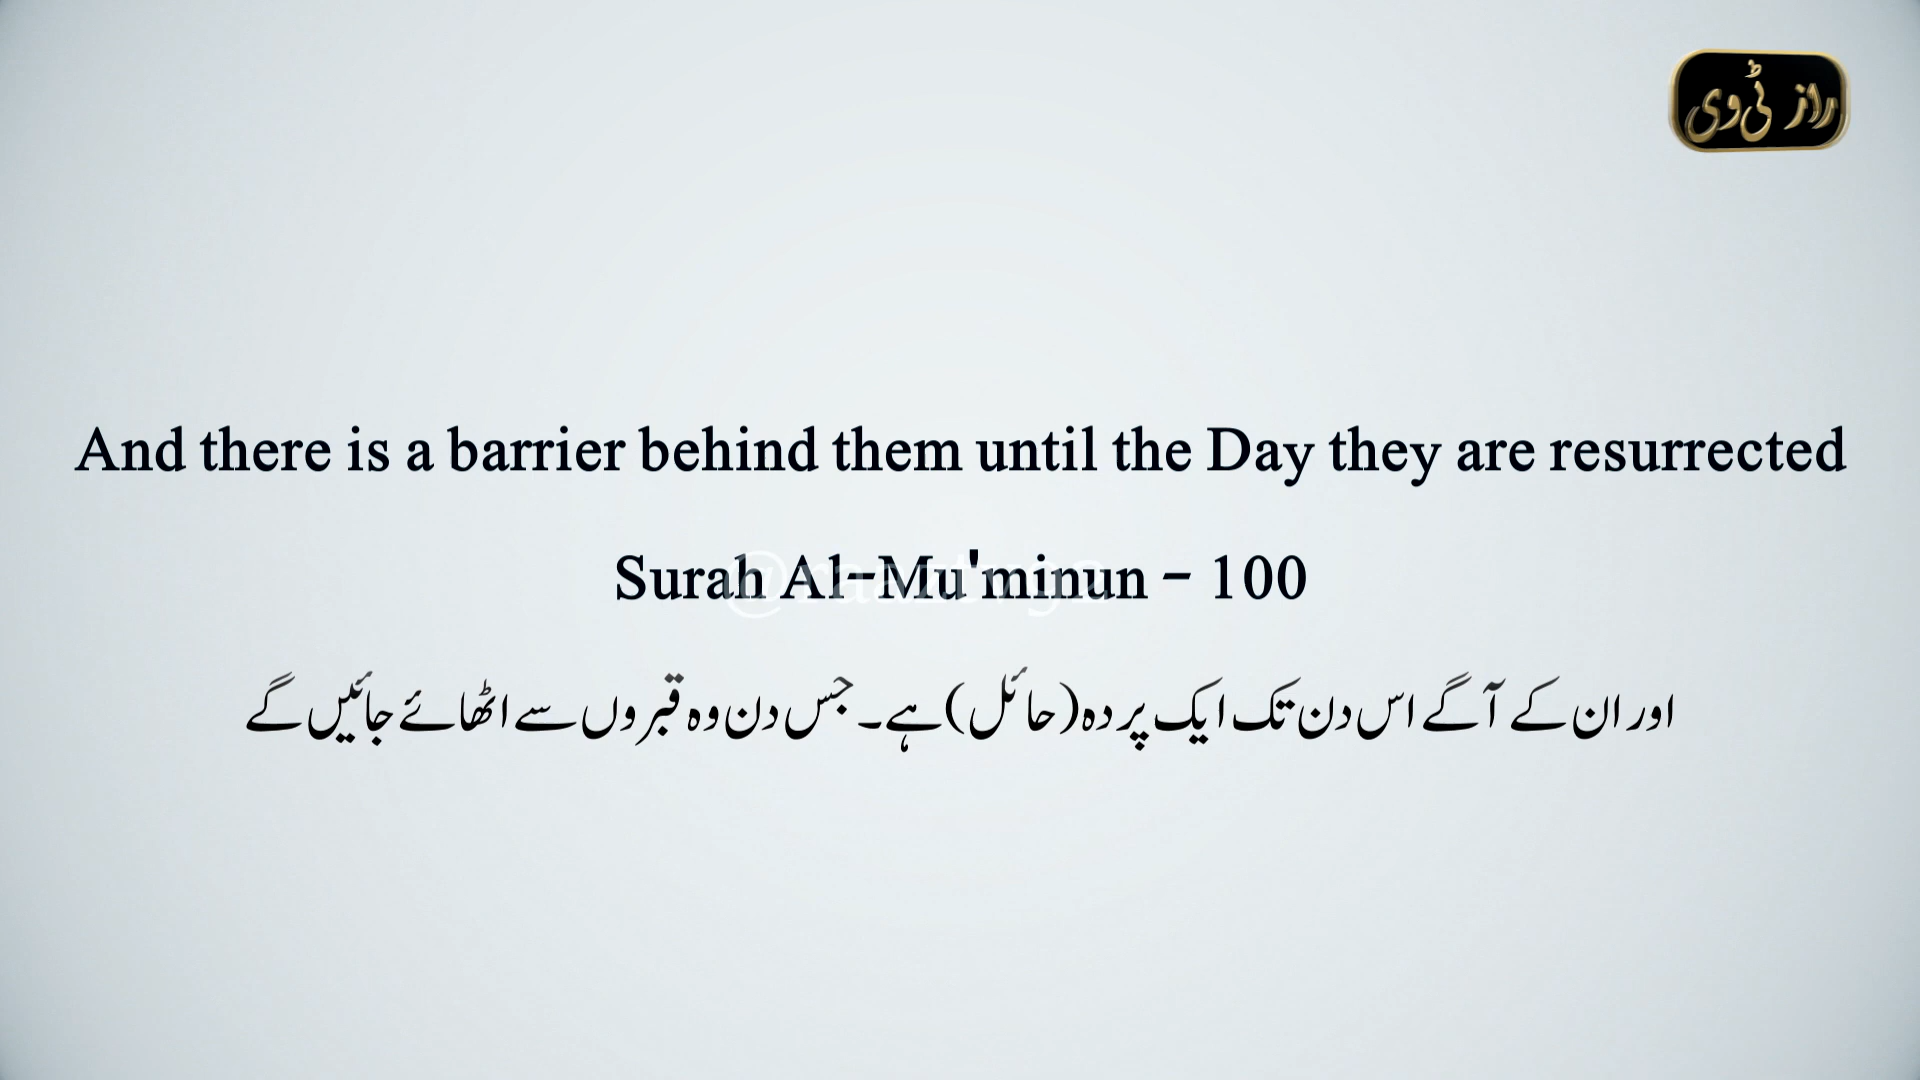 راز ٹی وی
And there is a barrier behind them until the Day they are resurrected
Surah Al-Mu'minun - 100
@raaztv92
اور ان کے آگے اس دن تک ایک پردہ (حائل) ہے۔ جس دن وہ قبروں سے اٹھائے جائیں گے